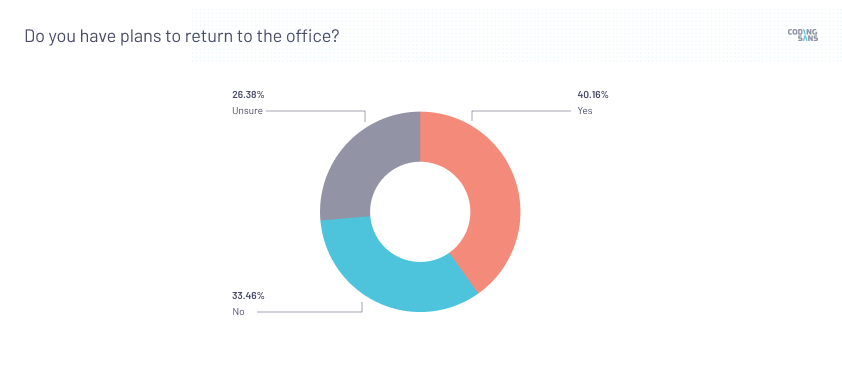 Do you have plans to return to the office?
CODING
SANS
26.38%
Unsure
40.16%
Yes
33.46%
No